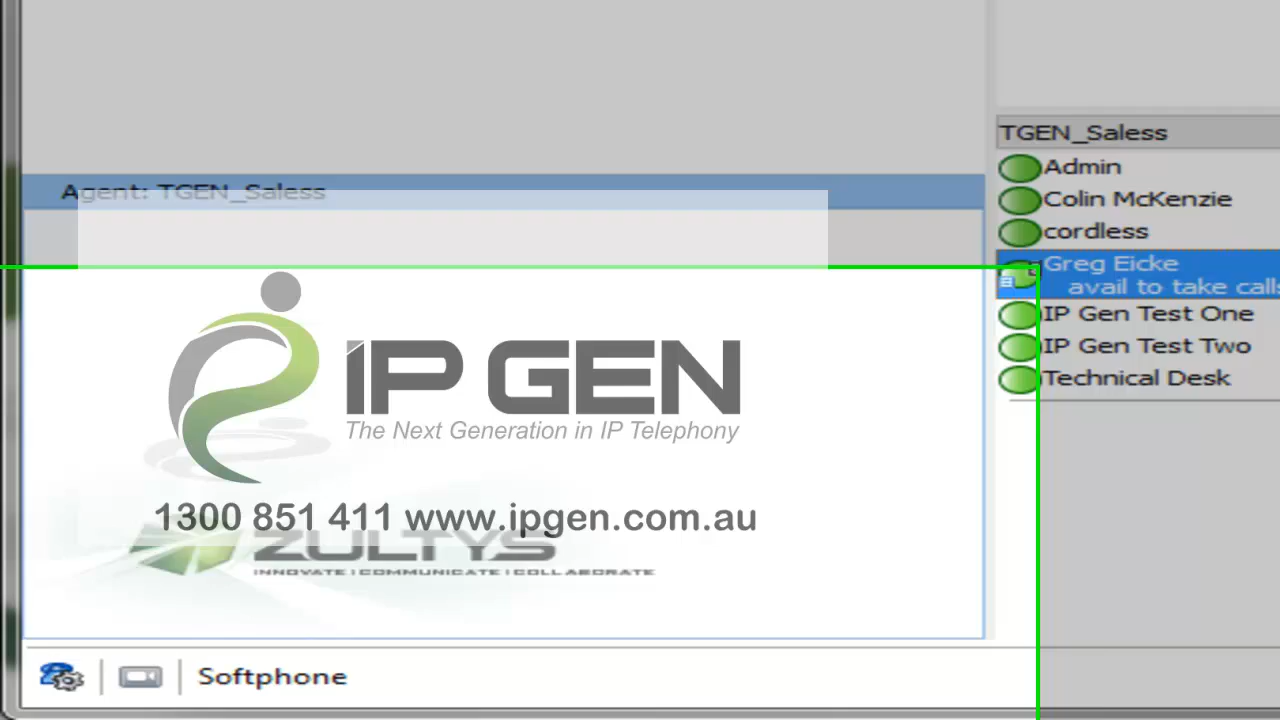 TGEN_Saless
Admin
Agent: TGEN_Saless
Colin McKenzie
cordless
Greg Eicke
avail to take calls
IP Gen Test One
IP Gen Test Two
Technical Desk
IP GEN
The Next Generation in IP Telephony
1300 851 411 www.ipgen.com.au
ZULTYS
INNOVATE | COMMUNICATE | COLLABORATE
Softphone